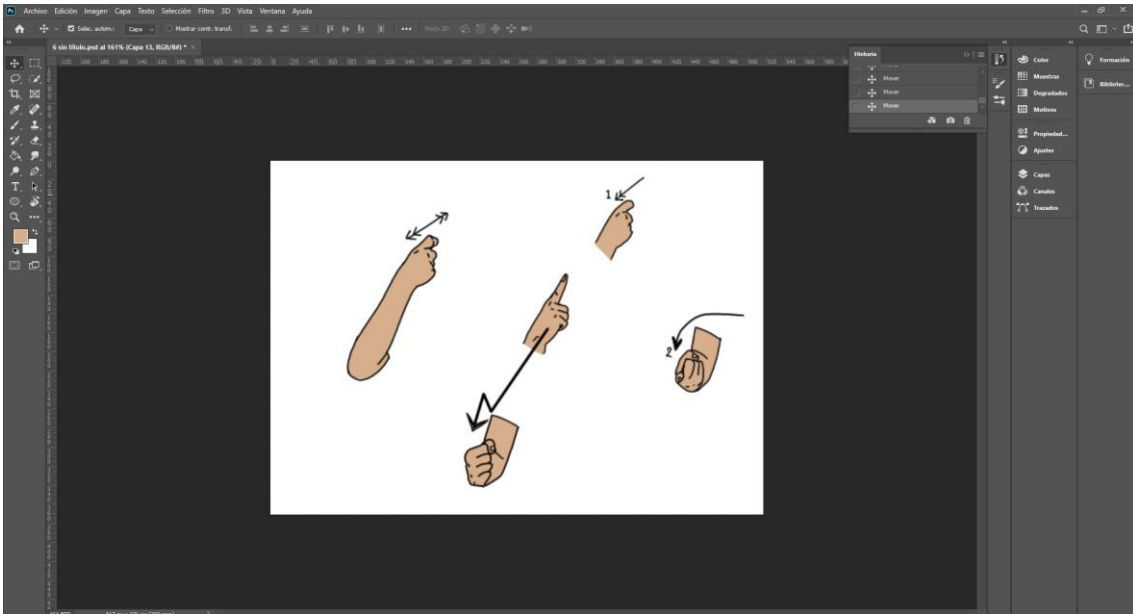 Archivo Edición Imagen Capa Texto Selección Filtro 3D Vista Ventana Ayuda
Selec. autom.: Capa Mostrar contr. transf. ••• Modo 3D:
6 sin título.psd al 161% (Capa 13, RGB/8#) * ×
Historia
Mover
Mover
Mover
Color
Muestras
Degradados
Motivos
Propiedad...
Ajustes
Capas
Canales
Trazados
Formación
Bibliotec...
1
2